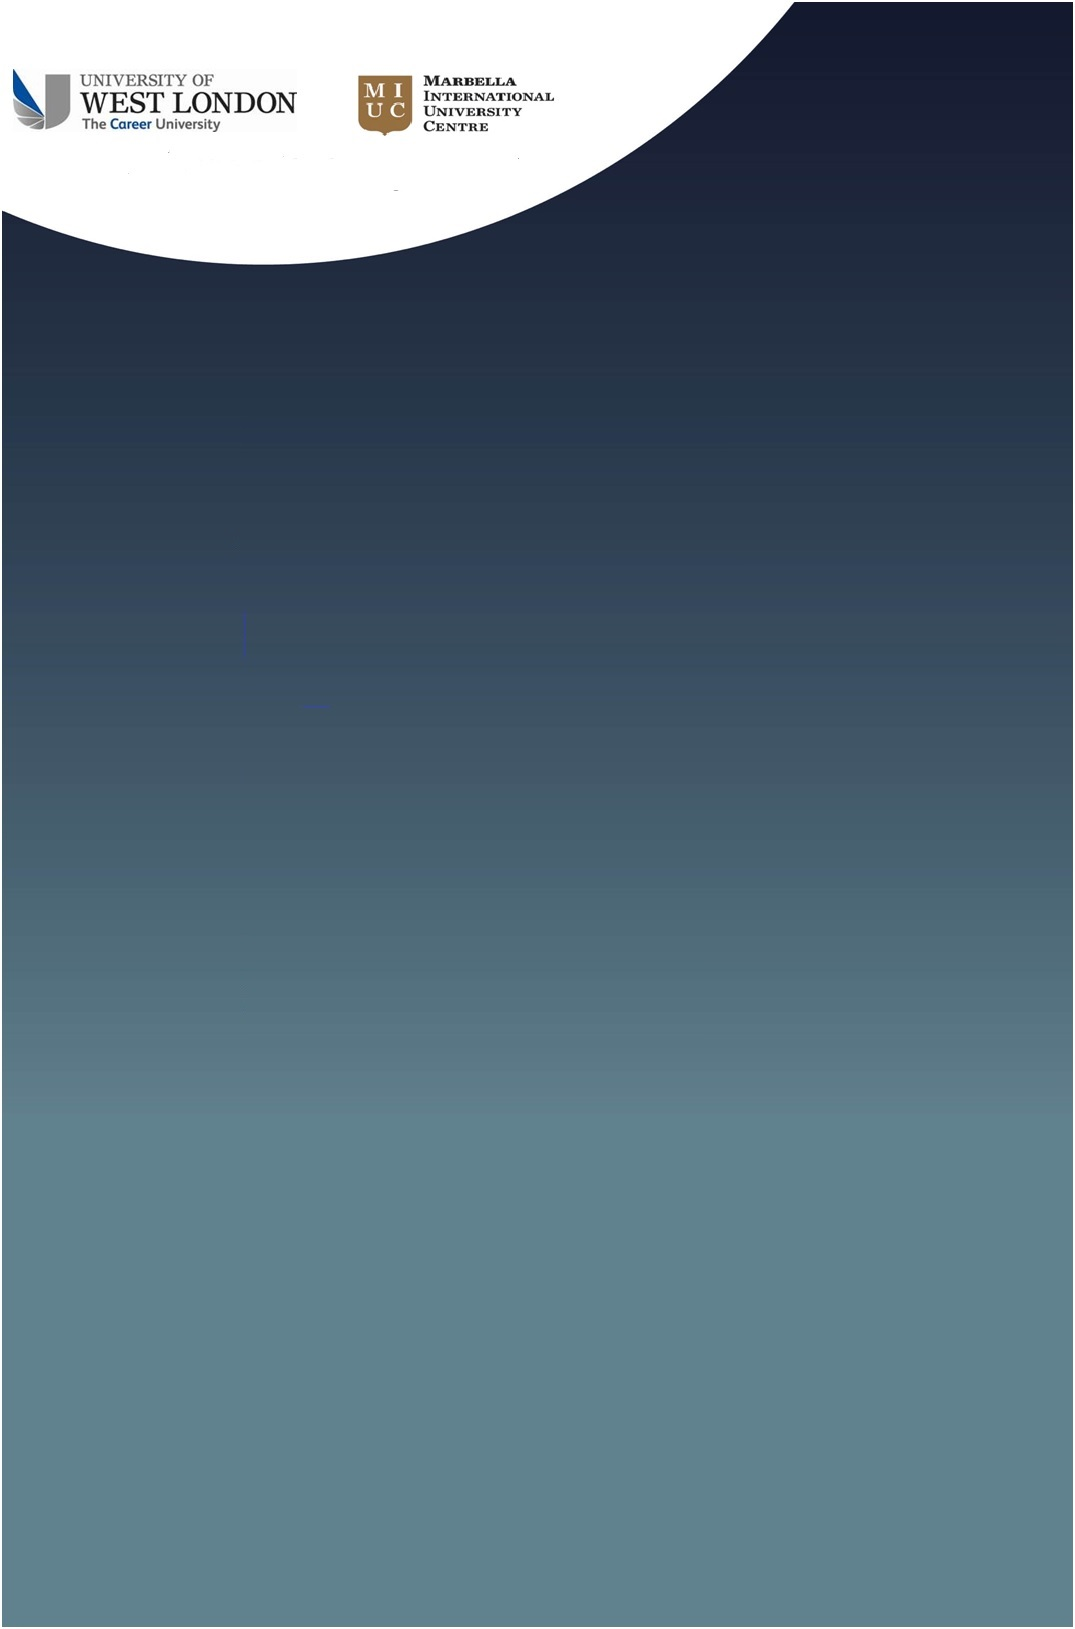 UNIVERSITY OF
WEST LONDON
The Career University
M I
U C
MARBELLA
INTERNATIONAL
UNIVERSITY
CENTRE